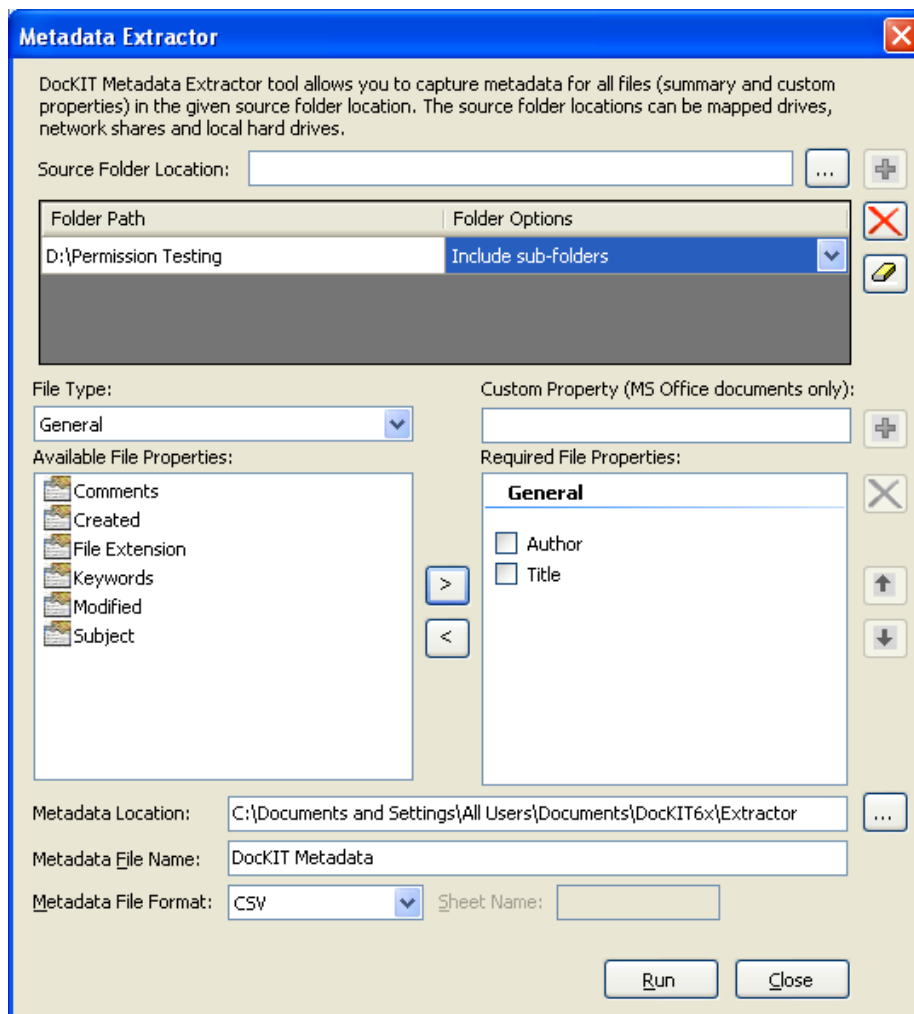 Metadata Extractor
DocKIT Metadata Extractor tool allows you to capture metadata for all files (summary and custom
properties) in the given source folder location. The source folder locations can be mapped drives,
network shares and local hard drives.
Source Folder Location:
...
Folder Path Folder Options
D:\Permission Testing Include sub-folders
File Type: Custom Property (MS Office documents only):
General
Available File Properties: Required File Properties:
Comments
Created
File Extension
Keywords
Modified
Subject
>
<
General
Author
Title
Metadata Location: C:\Documents and Settings\All Users\Documents\DocKIT6x\Extractor ...
Metadata File Name: DocKIT Metadata
Metadata File Format: CSV Sheet Name:
Run Close